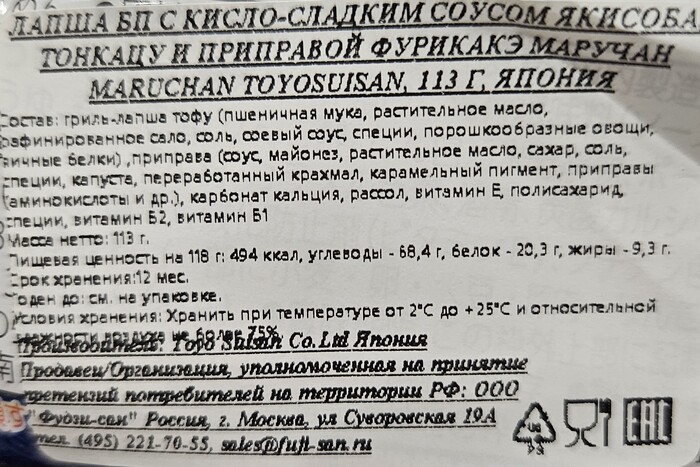 ЛАПША БП С КИСЛО-СЛАДКИМ СОУСОМ ЯКИСОБА
ТОНКАЦУ И ПРИПРАВОЙ ФУРИКАКЭ МАРУЧАН
MARUCHAN TOYOSUISAN, 113 Г, ЯПОНИЯ
Состав: гриль-лапша тофу (пшеничная мука, растительное масло,
рафинированное сало, соль, соевый соус, специи, порошкообразные овощи,
яичные белки) ,приправа (соус, майонез, растительное масло, сахар, соль,
специи, капуста, переработанный крахмал, карамельный пигмент, приправы
(аминокислоты и др.), карбонат кальция, рассол, витамин Е, полисахарид,
специи, витамин Б2, витамин Б1
Масса нетто: 113 г.
Пищевая ценность на 118 г: 494 ккал, углеводы - 68,4 г, белок - 20,3 г, жиры - 9,3 г.
Срок хранения:12 мес.
Годен до: см. на упаковке.
Условия хранения: Хранить при температуре от 2°С до +25°С и относительной
влажности воздуха не более 75%
Производитель: Toyo Suisan Co.Ltd Япония
Продавец/Организация, уполномоченная на принятие
претензий потребителей на территории РФ: ООО
"Фудзи-сан" Россия, г. Москва, ул Суворовская 19А
тел. (495) 221-70-55, sales@fuji-san.ru